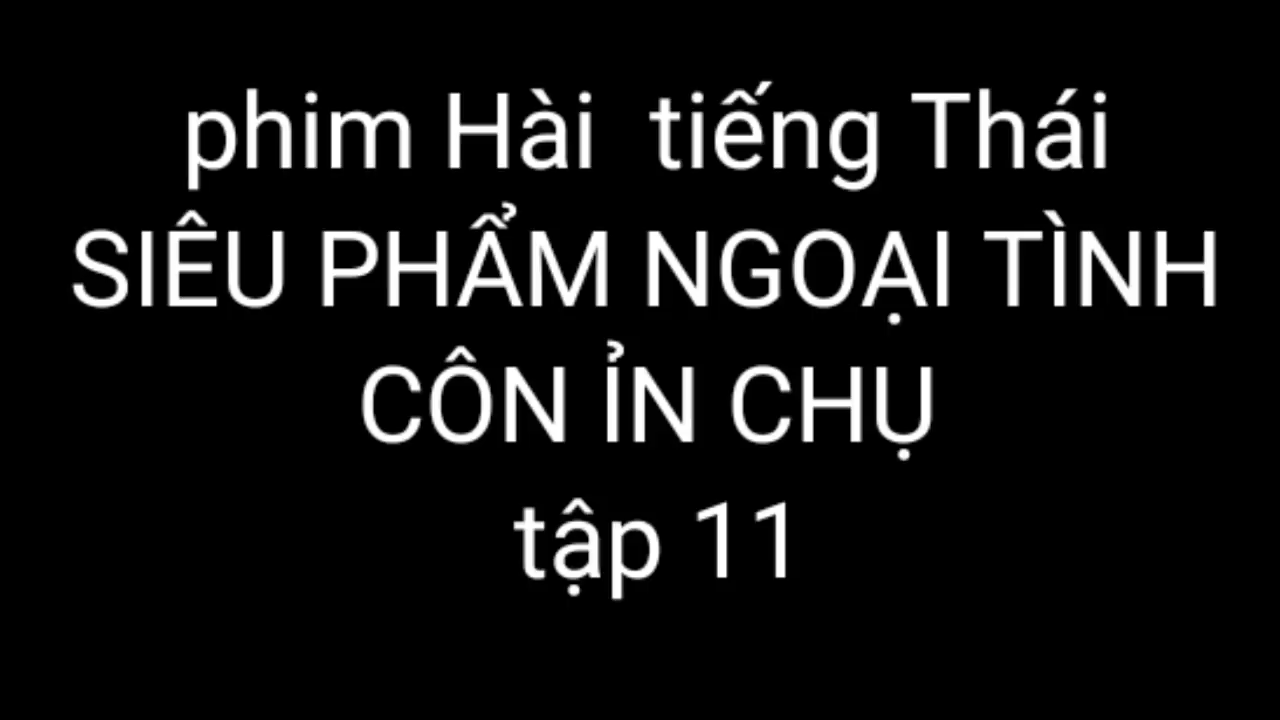 phim Hài tiếng Thái
SIÊU PHẨM NGOẠI TÌNH
CÔN ỈN CHỤ
tập 11